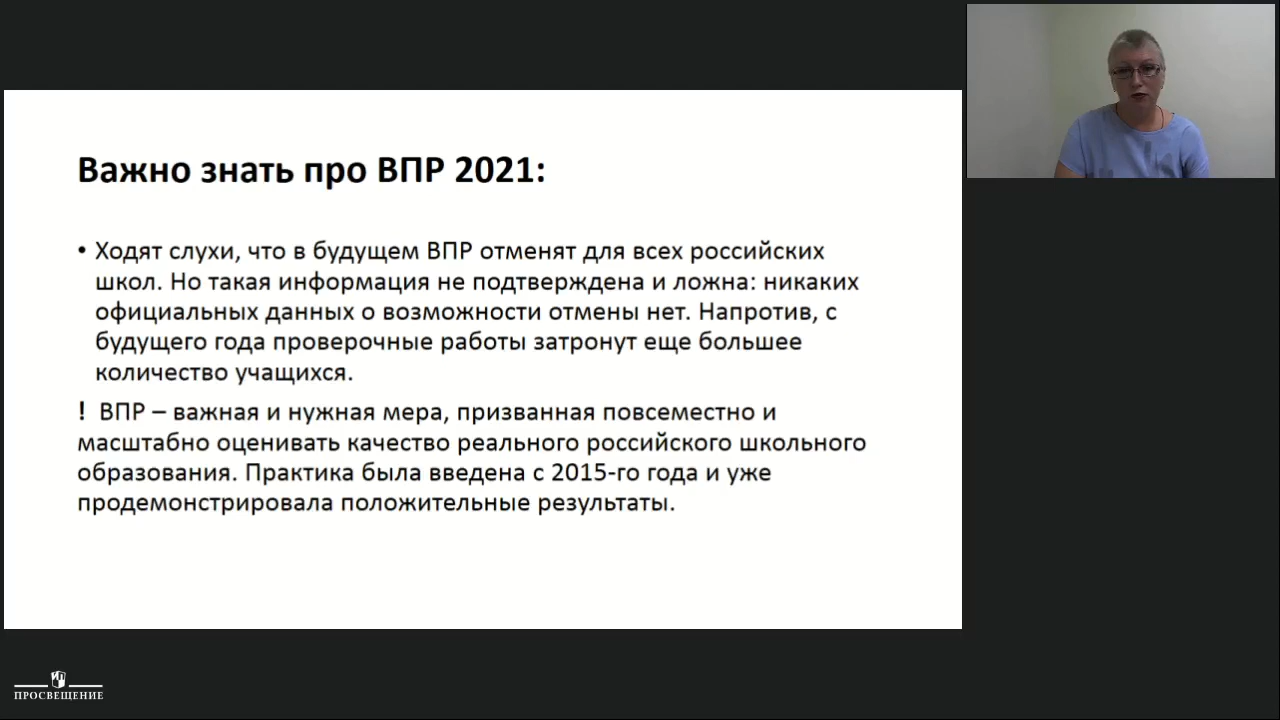 Важно знать про ВПР 2021:
• Ходят слухи, что в будущем ВПР отменят для всех российских
школ. Но такая информация не подтверждена и ложна: никаких
официальных данных о возможности отмены нет. Напротив, с
будущего года проверочные работы затронут еще большее
количество учащихся.
! ВПР – важная и нужная мера, призванная повсеместно и
масштабно оценивать качество реального российского школьного
образования. Практика была введена с 2015-го года и уже
продемонстрировала положительные результаты.
ПРОСВЕЩЕНИЕ